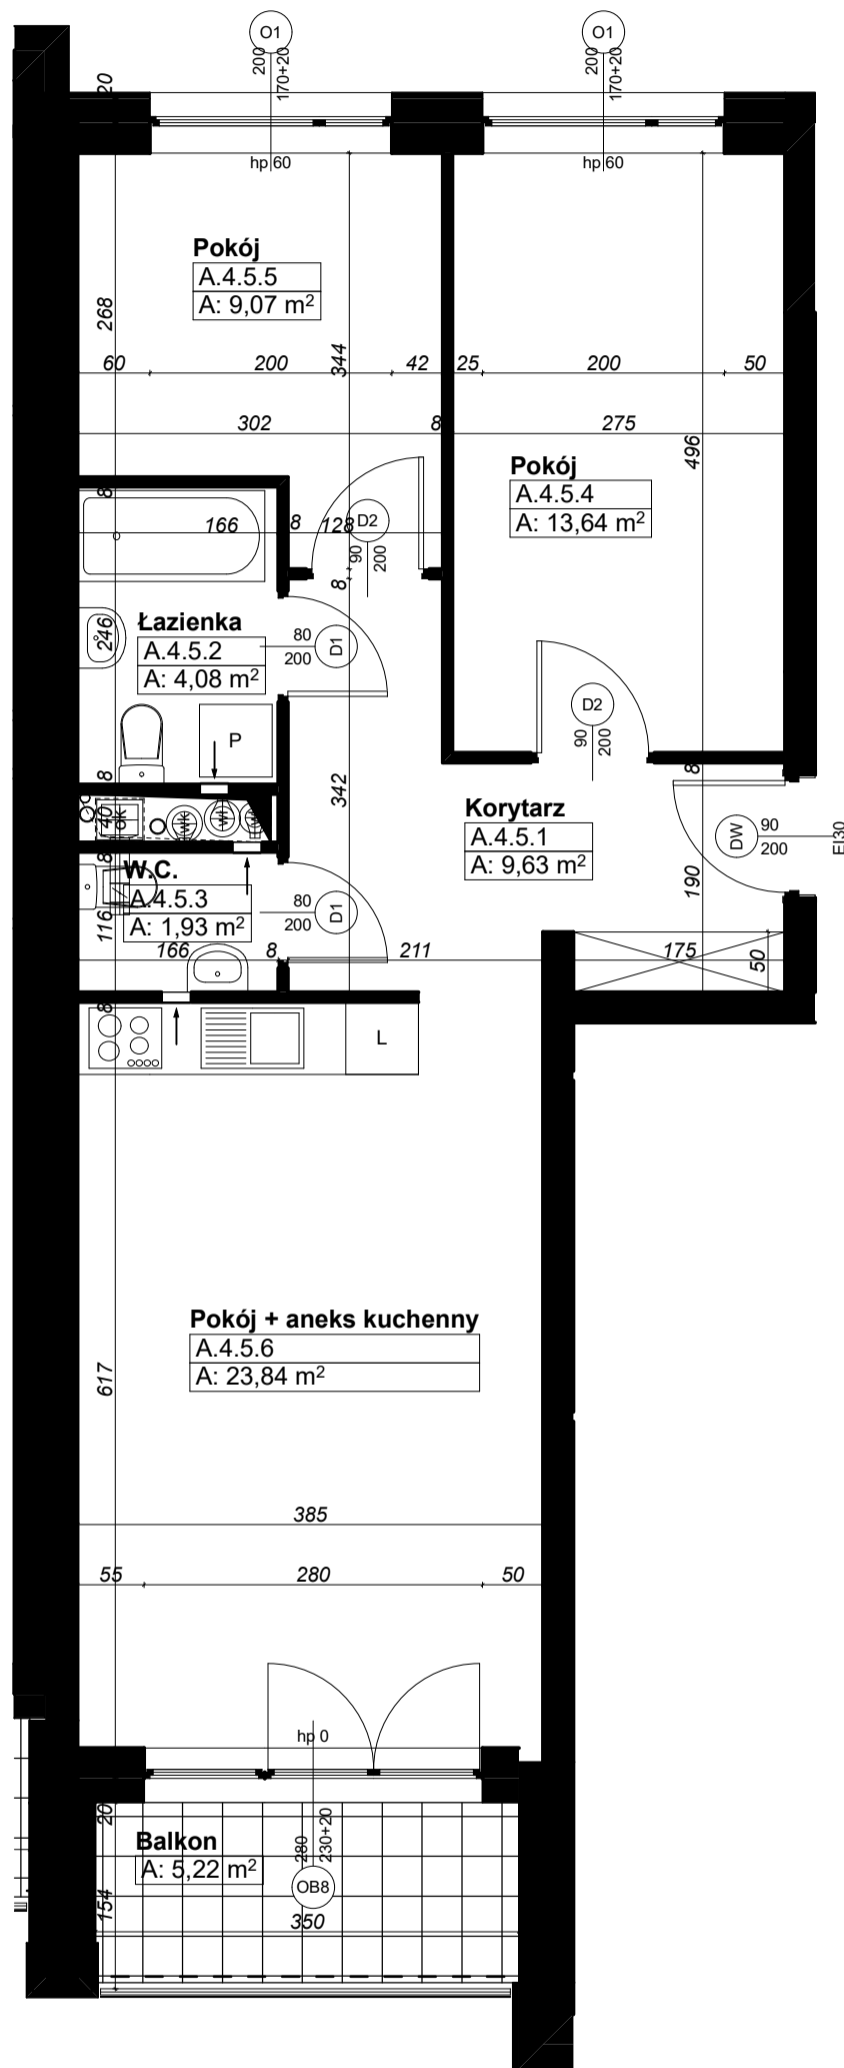 O1
O1
200
170+20
200
170+20
20
hp 60
hp 60
Pokój
A.4.5.5
A: 9,07 m²
268
344
60
200
42
25
200
50
302
8
275
496
Pokój
A.4.5.4
A: 13,64 m²
8
166
8
128
D2
90
200
8
Łazienka
A.4.5.2
A: 4,08 m²
246
80
200
D1
D2
90
200
P
8
8
342
40
WK
Korytarz
A.4.5.1
A: 9,63 m²
DW
90
200
EI30
8
W.C.
A.4.5.3
A: 1,93 m²
116
80
200
D1
190
166
8
211
175
50
8
L
Pokój + aneks kuchenny
A.4.5.6
A: 23,84 m²
617
385
55
280
50
hp 0
20
280
230+20
Balkon
A: 5,22 m²
OB8
154
350